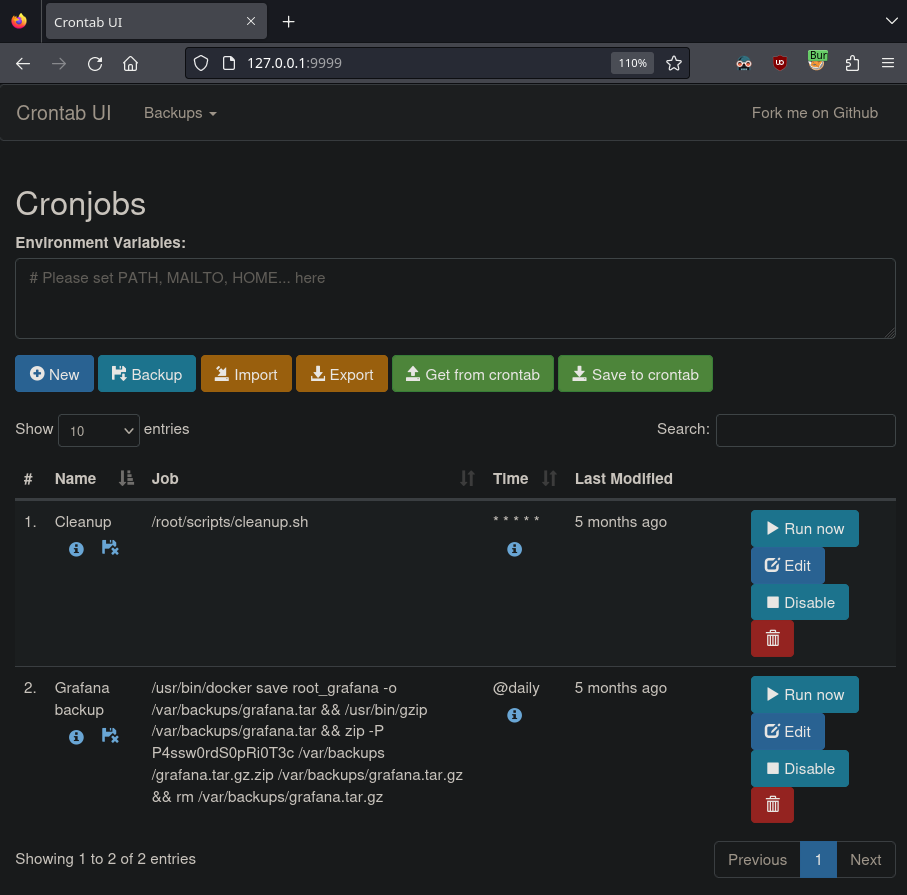 Crontab UI
127.0.0.1:9999
110%
Bur
Crontab UI Backups Fork me on Github
Cronjobs
Environment Variables:
# Please set PATH, MAILTO, HOME... here
New Backup Import Export Get from crontab Save to crontab
Show 10 entries Search:
# Name Job Time Last Modified
1. Cleanup /root/scripts/cleanup.sh * * * * * 5 months ago
Run now
Edit
Disable
2. Grafana /usr/bin/docker save root_grafana -o @daily 5 months ago
backup /var/backups/grafana.tar && /usr/bin/gzip
/var/backups/grafana.tar && zip -P
P4ssw0rdS0pRi0T3c /var/backups
/grafana.tar.gz.zip /var/backups/grafana.tar.gz
&& rm /var/backups/grafana.tar.gz
Run now
Edit
Disable
Showing 1 to 2 of 2 entries Previous 1 Next